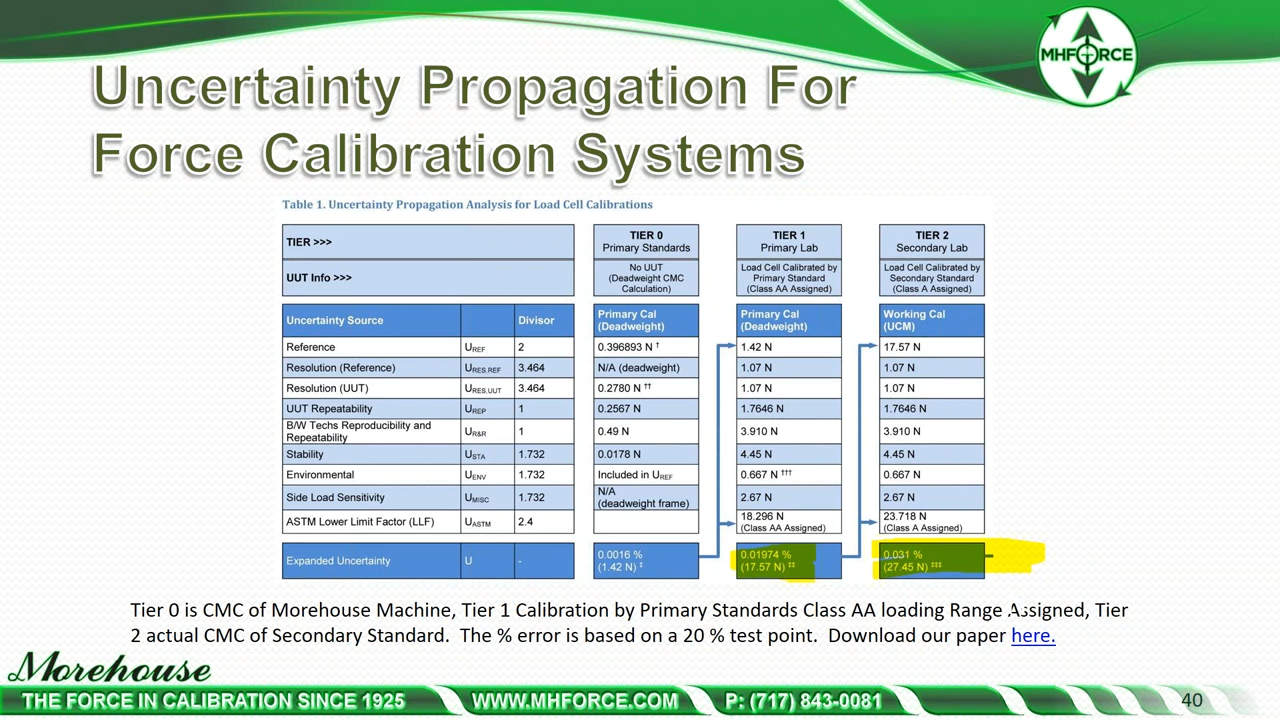 MHFORCE
Uncertainty Propagation For
Force Calibration Systems
Table 1. Uncertainty Propagation Analysis for Load Cell Calibrations
TIER >>>
TIER 0
Primary Standards
TIER 1
Primary Lab
TIER 2
Secondary Lab
UUT Info >>>
No UUT
(Deadweight CMC
Calculation)
Load Cell Calibrated by
Primary Standard
(Class AA Assigned)
Load Cell Calibrated by
Secondary Standard
(Class A Assigned)
Uncertainty Source Divisor
Primary Cal
(Deadweight)
Primary Cal
(Deadweight)
Working Cal
(UCM)
Reference UREF 2 0.396893 N † 1.42 N 17.57 N
Resolution (Reference) URES,REF 3.464 N/A (deadweight) 1.07 N 1.07 N
Resolution (UUT) URES,UUT 3.464 0.2780 N †† 1.07 N 1.07 N
UUT Repeatability UREP 1 0.2567 N 1.7646 N 1.7646 N
B/W Techs Reproducibility and
Repeatability
UR&R 1 0.49 N 3.910 N 3.910 N
Stability USTA 1.732 0.0178 N 4.45 N 4.45 N
Environmental UENV 1.732 Included in UREF 0.667 N ††† 0.667 N
Side Load Sensitivity UMISC 1.732
N/A
(deadweight frame)
2.67 N 2.67 N
ASTM Lower Limit Factor (LLF) UASTM 2.4
18.296 N
(Class AA Assigned)
23.718 N
(Class A Assigned)
Expanded Uncertainty U -
0.0016 %
(1.42 N) ‡
0.01974 %
(17.57 N) ‡‡
0.031 %
(27.45 N) ‡‡‡
Tier 0 is CMC of Morehouse Machine, Tier 1 Calibration by Primary Standards Class AA loading Range Assigned, Tier
2 actual CMC of Secondary Standard. The % error is based on a 20 % test point. Download our paper here.
Morehouse
THE FORCE IN CALIBRATION SINCE 1925 WWW.MHFORCE.COM P: (717) 843-0081 40